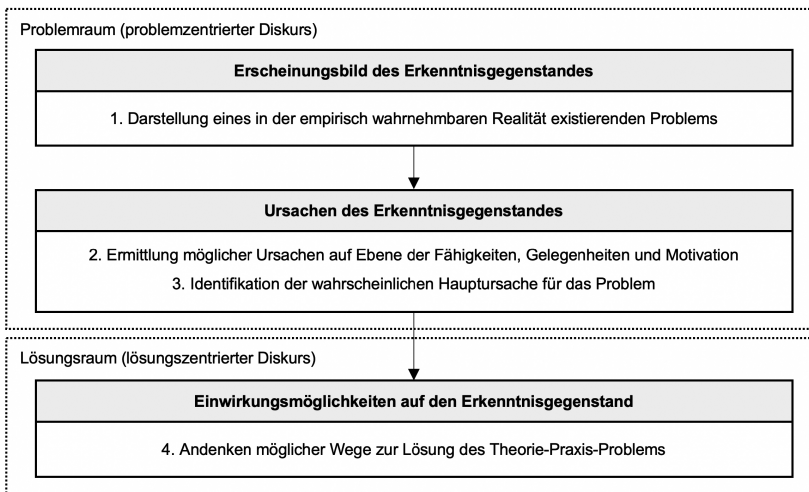 Problemraum (problemzentrierter Diskurs)
Erscheinungsbild des Erkenntnisgegenstandes
1. Darstellung eines in der empirisch wahrnehmbaren Realität existierenden Problems
Ursachen des Erkenntnisgegenstandes
2. Ermittlung möglicher Ursachen auf Ebene der Fähigkeiten, Gelegenheiten und Motivation
3. Identifikation der wahrscheinlichen Hauptursache für das Problem
Lösungsraum (lösungszentrierter Diskurs)
Einwirkungsmöglichkeiten auf den Erkenntnisgegenstand
4. Andenken möglicher Wege zur Lösung des Theorie-Praxis-Problems